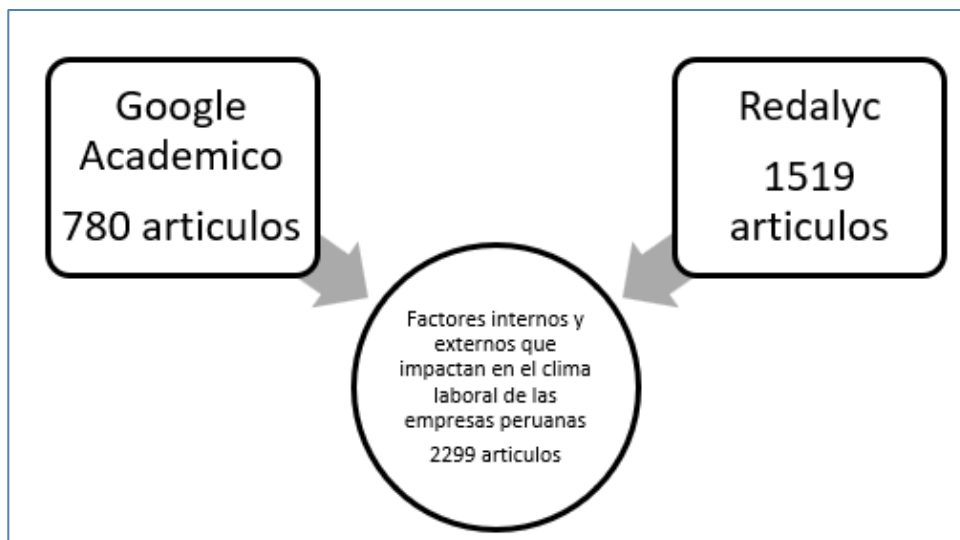 Google
Academico
780 articulos
Redalyc
1519
articulos
Factores internos y
externos que
impactan en el clima
laboral de las
empresas peruanas
2299 articulos